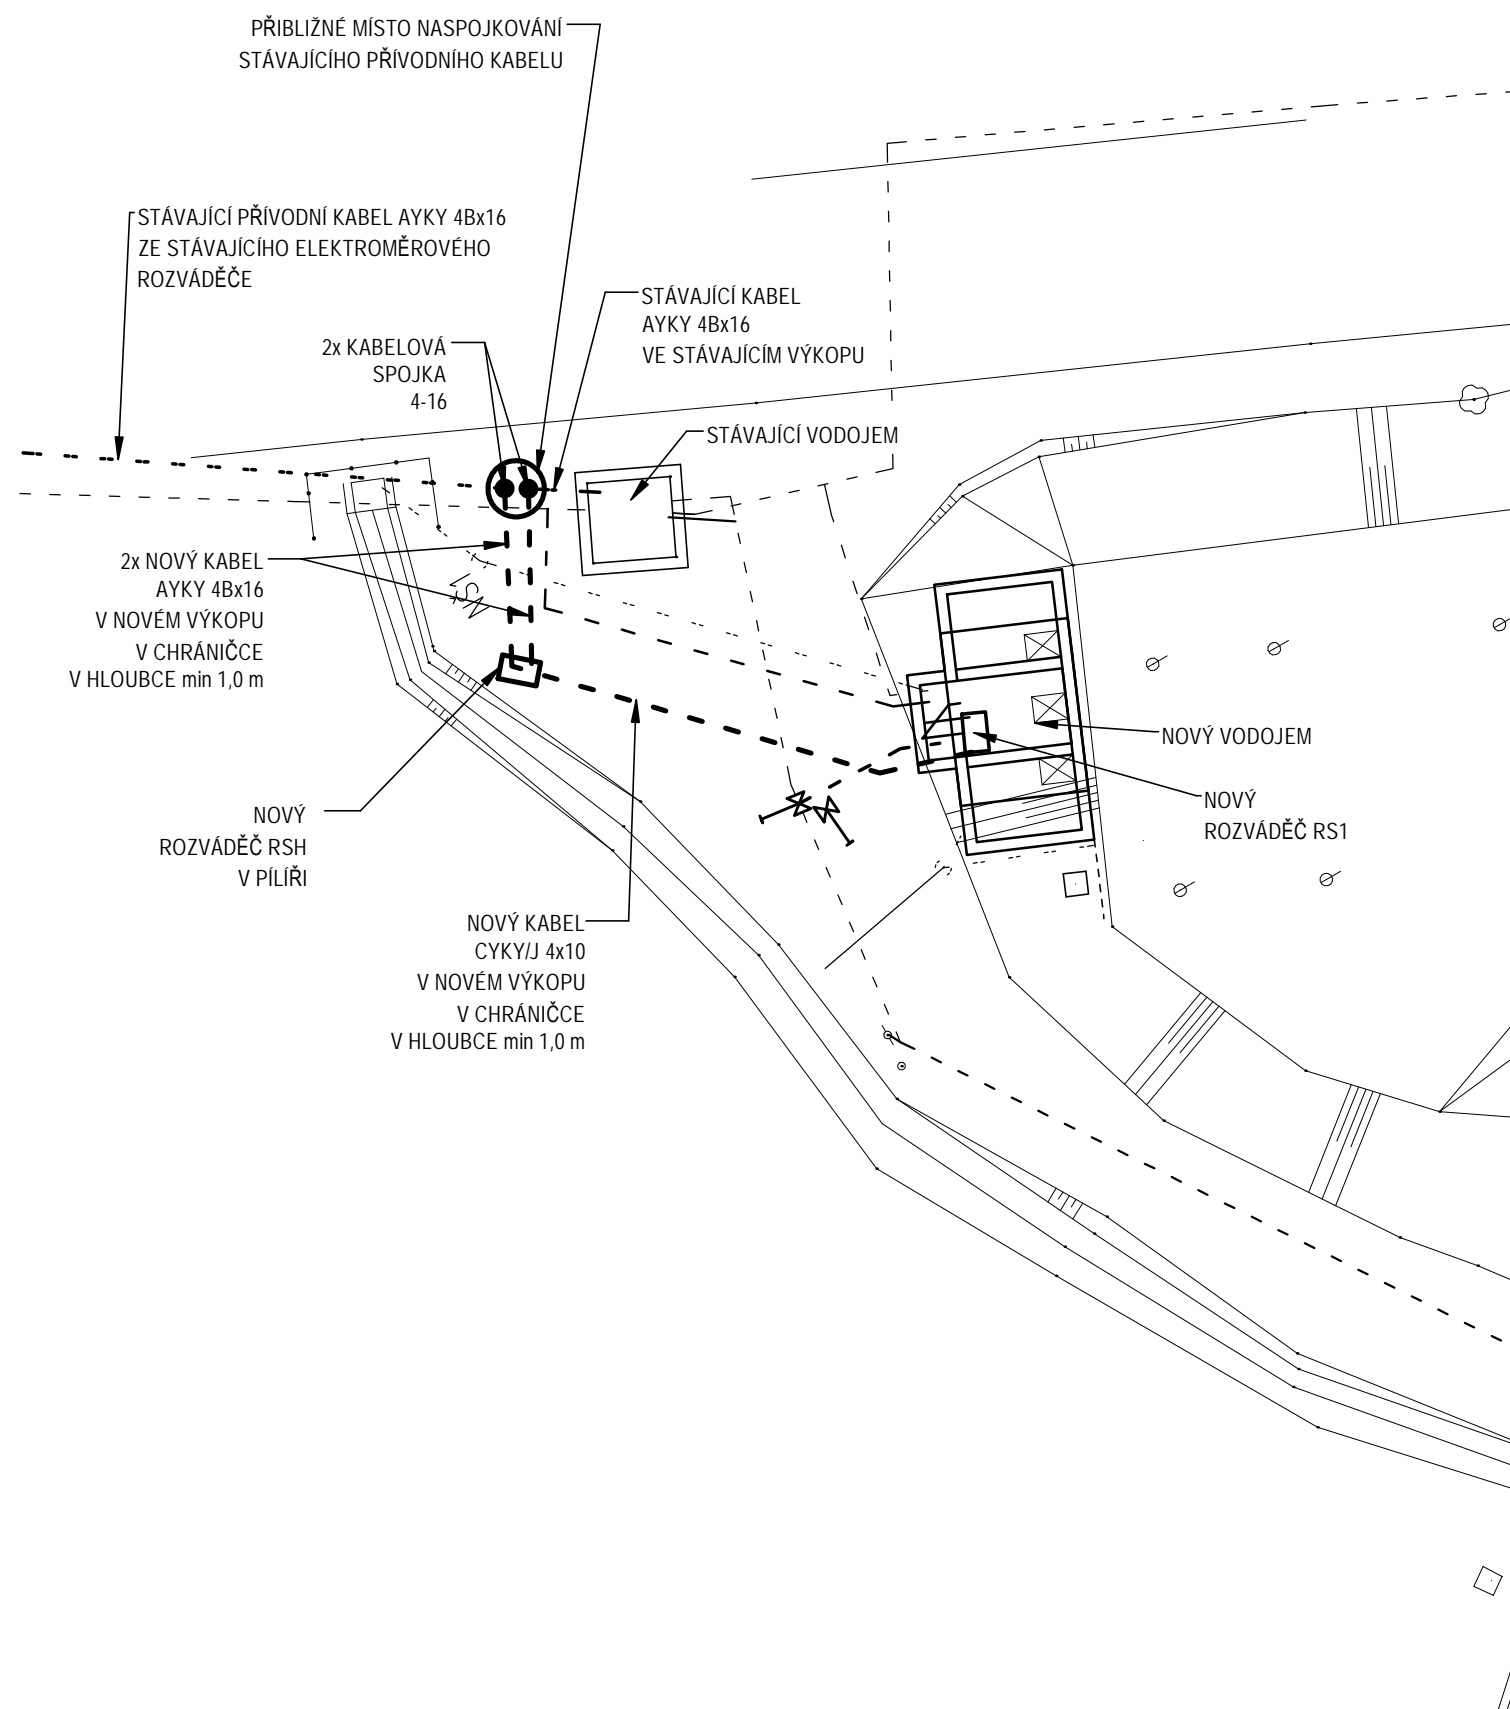 PŘIBLIŽNÉ MÍSTO NASPOJKOVÁNÍ
STÁVAJÍCÍHO PŘÍVODNÍHO KABELU
STÁVAJÍCÍ PŘÍVODNÍ KABEL AYKY 4Bx16
ZE STÁVAJÍCÍHO ELEKTROMĚROVÉHO
ROZVÁDĚČE
STÁVAJÍCÍ KABEL
AYKY 4Bx16
VE STÁVAJÍCÍM VÝKOPU
2x KABELOVÁ
SPOJKA
4-16
STÁVAJÍCÍ VODOJEM
2x NOVÝ KABEL
AYKY 4Bx16
V NOVÉM VÝKOPU
V CHRÁNIČCE
V HLOUBCE min 1,0 m
NOVÝ VODOJEM
NOVÝ
ROZVÁDĚČ RS1
NOVÝ
ROZVÁDĚČ RSH
V PÍLÍŘI
NOVÝ KABEL
CYKY/J 4x10
V NOVÉM VÝKOPU
V CHRÁNIČCE
V HLOUBCE min 1,0 m